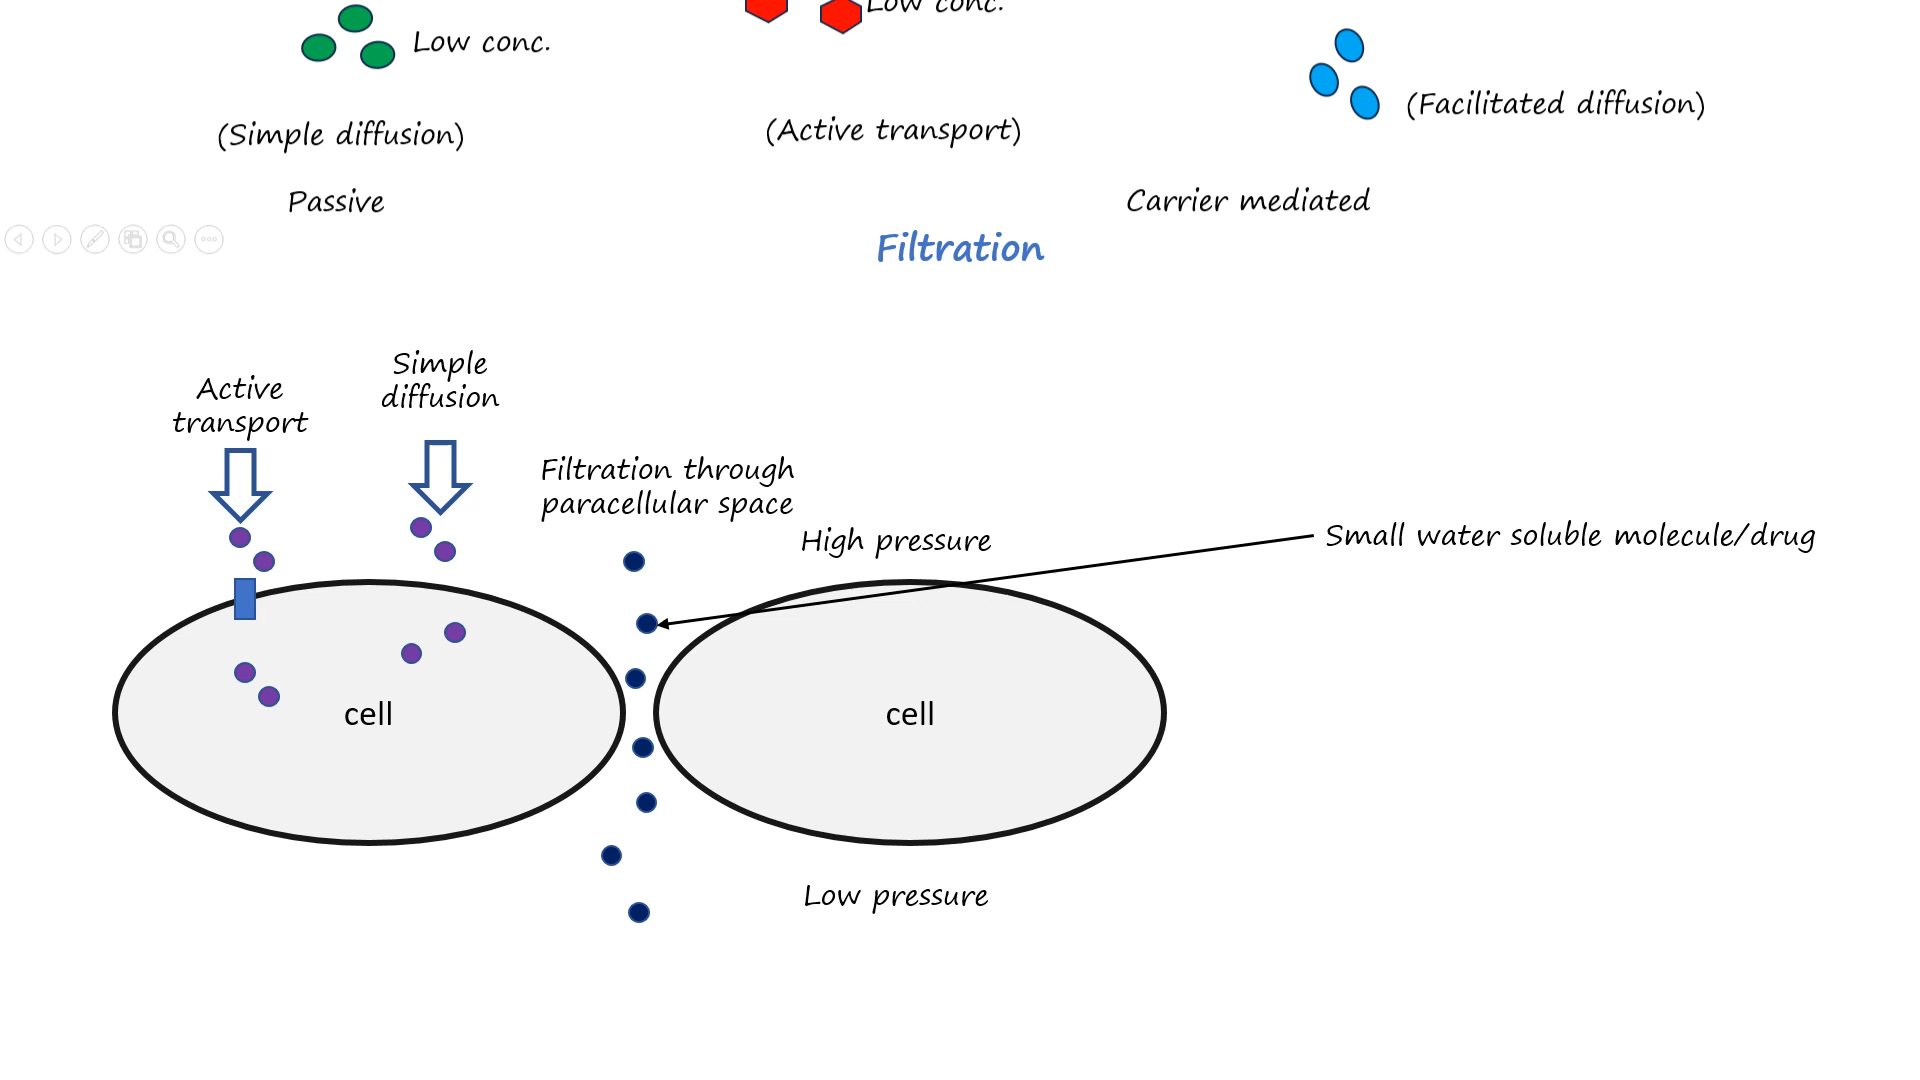 Low conc.
Low conc.
(Facilitated diffusion)
(Simple diffusion)
(Active transport)
Passive
Carrier mediated
Filtration
Simple
diffusion
Active
transport
Filtration through
paracellular space
High pressure
Small water soluble molecule/drug
cell
cell
Low pressure